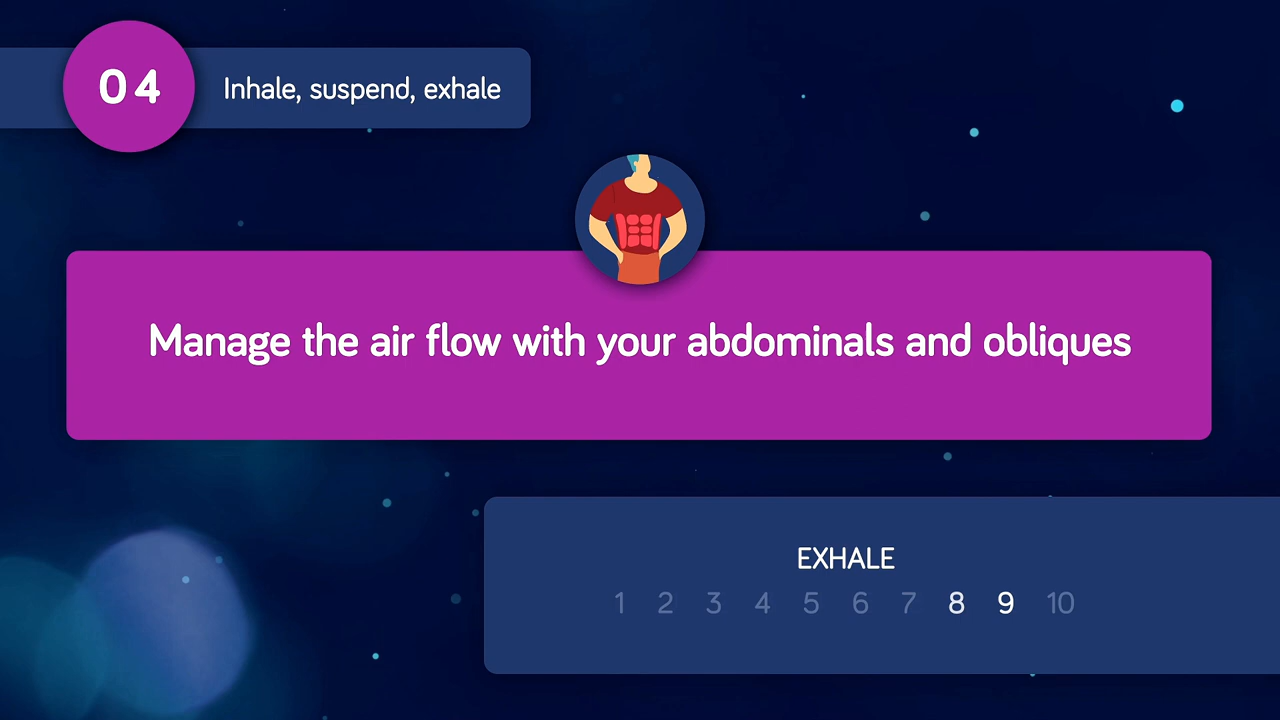 04
Inhale, suspend, exhale
Manage the air flow with your abdominals and obliques
EXHALE
1 2 3 4 5 6 7 8 9 10